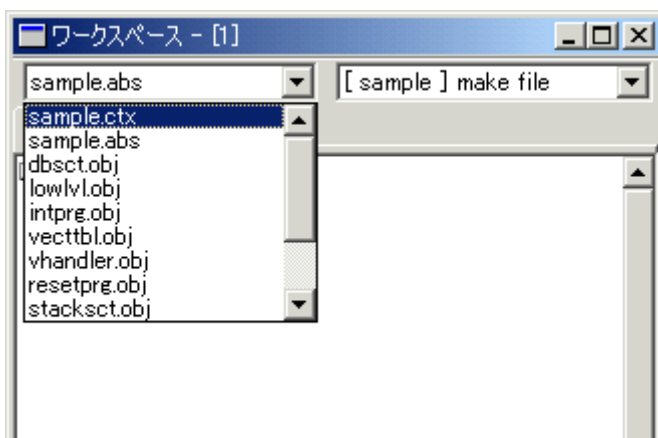 ワークスペース - [1]
sample.abs
[ sample ] make file
sample.ctx
sample.abs
dbsct.obj
lowlvl.obj
intprg.obj
vecttbl.obj
vhandler.obj
resetprg.obj
stacksct.obj